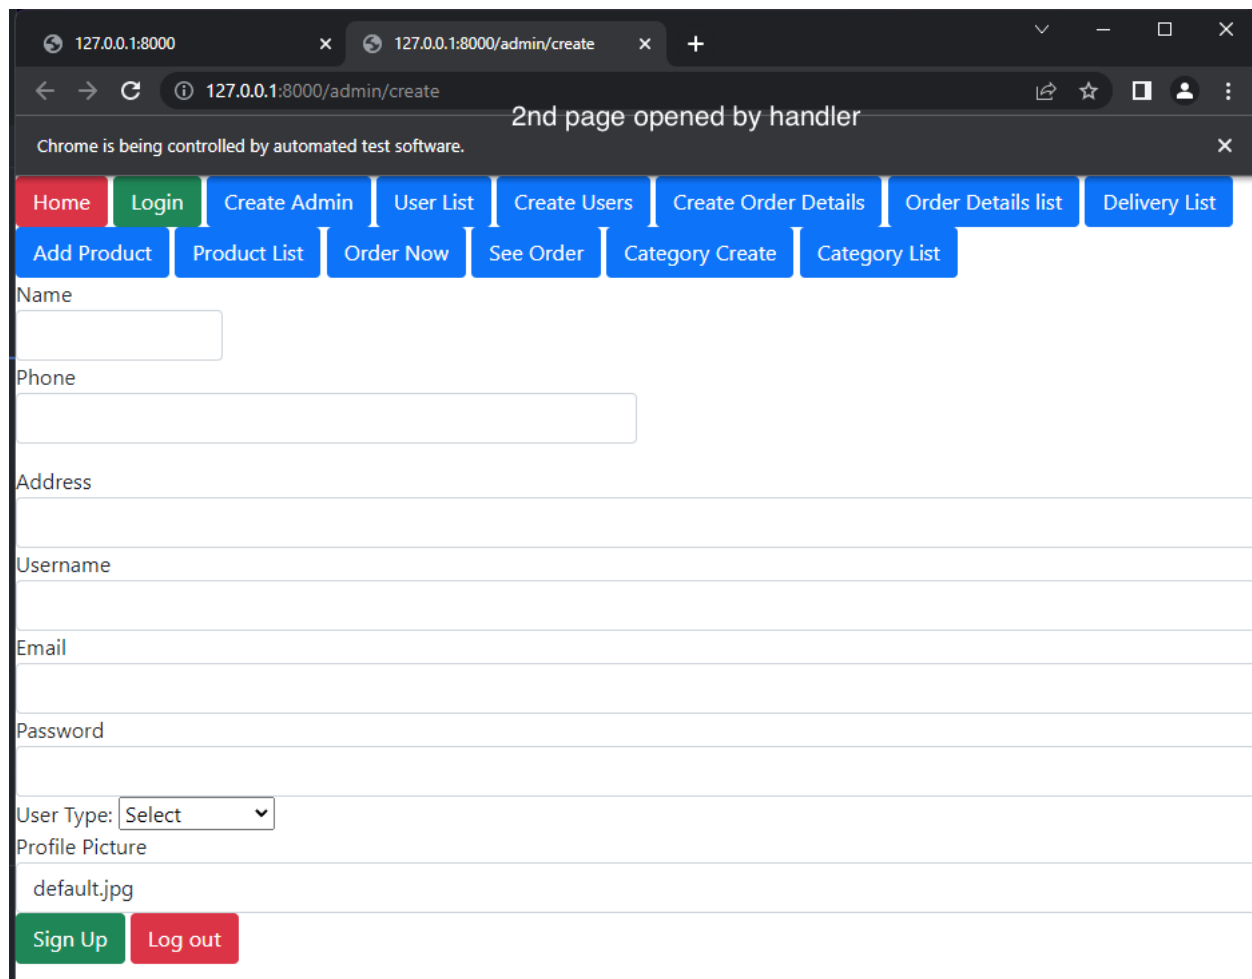 127.0.0.1:8000
127.0.0.1:8000/admin/create
127.0.0.1:8000/admin/create
2nd page opened by handler
Chrome is being controlled by automated test software.
Home Login Create Admin User List Create Users Create Order Details Order Details list Delivery List
Add Product Product List Order Now See Order Category Create Category List
Name
Phone
Address
Username
Email
Password
User Type: Select
Profile Picture
default.jpg
Sign Up Log out